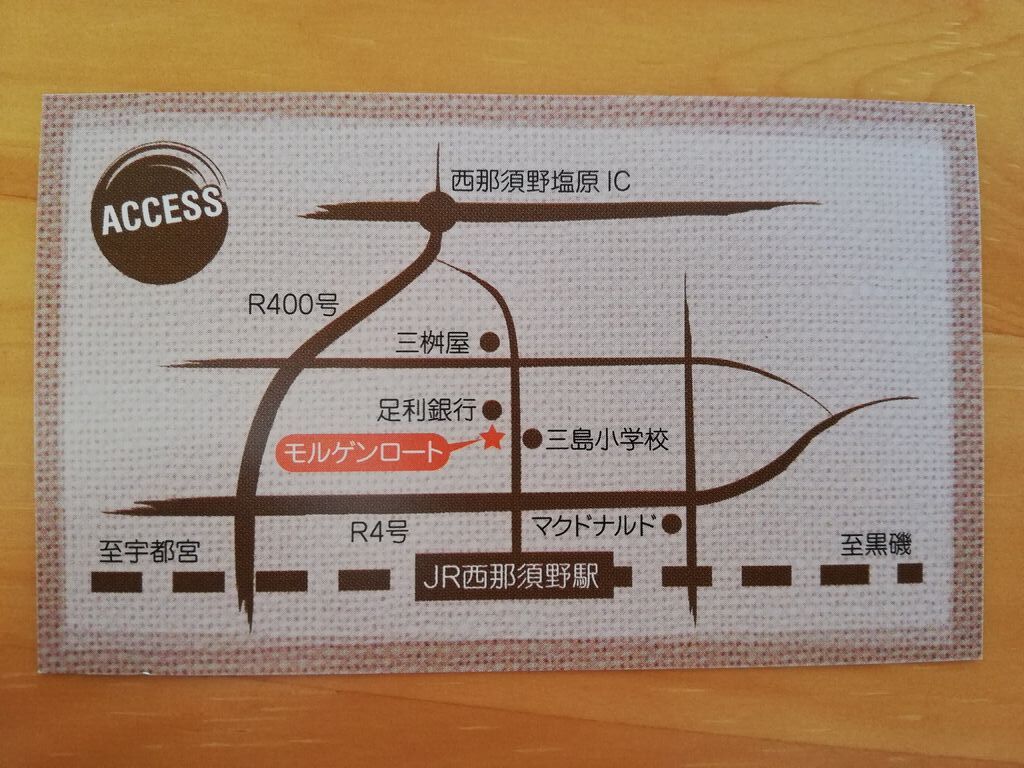 ACCESS
西那須野塩原 IC
R400号
三桝屋
足利銀行
モルゲンロート
三島小学校
R4号
マクドナルド
至宇都宮
至黒磯
JR西那須野駅